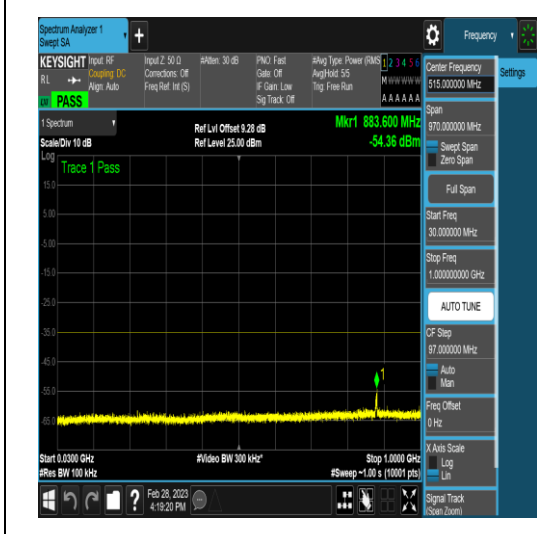 Spectrum Analyzer 1
Swept SA
+
Frequency
KEYSIGHT
Input: RF
Coupling: DC
Align: Auto
Input Z: 50 Ω
Corrections: Off
Freq Ref: Int (S)
#Atten: 30 dB
PNO: Fast
Gate: Off
IF Gain: Low
Sig Track: Off
#Avg Type: Power (RMS
Avg|Hold: 5/5
Trig: Free Run
1 2 3 4 5 6
M W W W W W
A A A A A A
RL
PASS
Center Frequency
515.000000 MHz
Settings
Span
970.000000 MHz
Swept Span
Zero Span
Full Span
Start Freq
30.000000 MHz
Stop Freq
1.000000000 GHz
AUTO TUNE
CF Step
97.000000 MHz
Auto
Man
Freq Offset
0 Hz
X Axis Scale
Log
Lin
Signal Track
(Span Zoom)
1 Spectrum
Scale/Div 10 dB
Ref Lvl Offset 9.28 dB
Ref Level 25.00 dBm
Mkr1 883.600 MHz
-54.36 dBm
Log
Trace 1 Pass
15.0
5.00
-5.00
-15.0
-25.0
-35.0
-45.0
-55.0
-65.0
1
Start 0.0300 GHz
#Res BW 100 kHz
#Video BW 300 kHz*
Stop 1.0000 GHz
#Sweep ~1.00 s (10001 pts)
?
Feb 28, 2023
4:19:20 PM